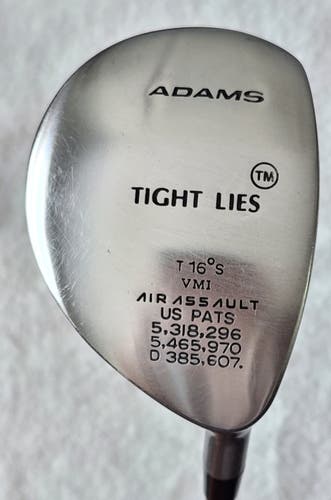 ADAMS
TM
TIGHT LIES
T 16° S
VMI
AIR ASSAULT
US PATS
5,318,296
5,465,970
D 385,607.